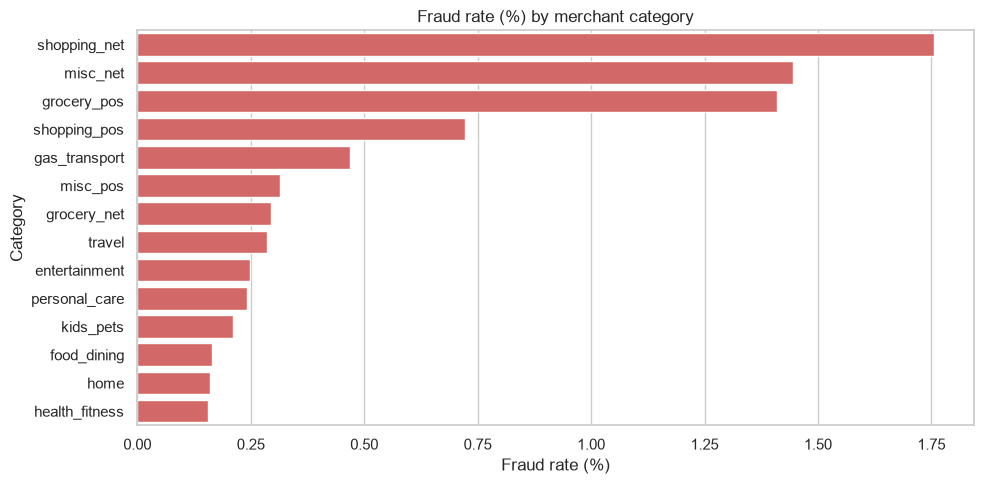 Fraud rate (%) by merchant category
Category
shopping_net
misc_net
grocery_pos
shopping_pos
gas_transport
misc_pos
grocery_net
travel
entertainment
personal_care
kids_pets
food_dining
home
health_fitness
0.00 0.25 0.50 0.75 1.00 1.25 1.50 1.75
Fraud rate (%)